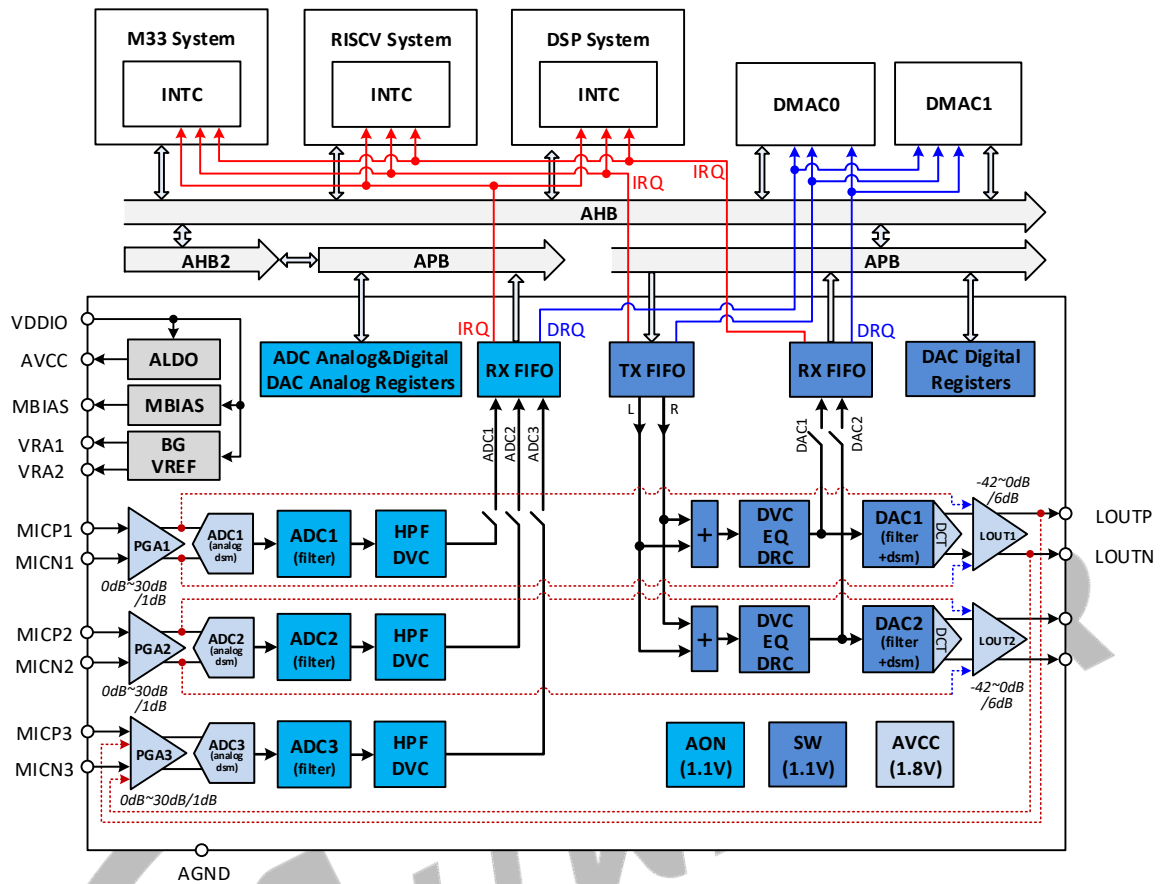 M33 System
RISCV System
DSP System
INTC
INTC
INTC
DMAC0
DMAC1
IRQ
IRQ
AHB
AHB2
APB
APB
VDDIO
AVCC
MBIAS
VRA1
VRA2
ALDO
MBIAS
BG
VREF
IRQ
DRQ
DRQ
ADC Analog&Digital
DAC Analog Registers
RX FIFO
TX FIFO
RX FIFO
DAC Digital
Registers
L
R
ADC1
ADC2
ADC3
DAC1
DAC2
MICP1
MICN1
PGA1
0dB~30dB
/1dB
ADC1
(analog
dsm)
ADC1
(filter)
HPF
DVC
+
DVC
EQ
DRC
DAC1
(filter
+dsm)
DCT
LOUT1
-42~0dB
/6dB
LOUTP
LOUTN
MICP2
MICN2
PGA2
0dB~30dB
/1dB
ADC2
(analog
dsm)
ADC2
(filter)
HPF
DVC
+
DVC
EQ
DRC
DAC2
(filter
+dsm)
DCT
LOUT2
-42~0dB
/6dB
MICP3
MICN3
PGA3
0dB~30dB/1dB
ADC3
(analog
dsm)
ADC3
(filter)
HPF
DVC
AON
(1.1V)
SW
(1.1V)
AVCC
(1.8V)
AGND